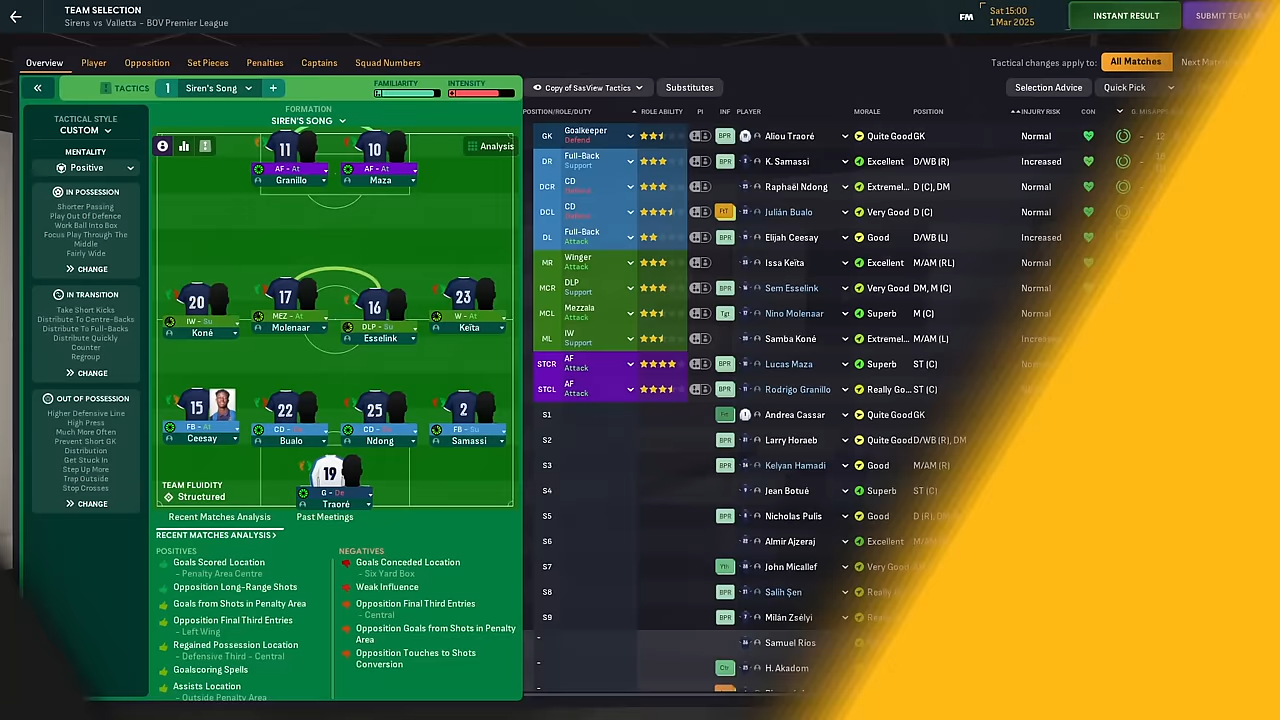 TEAM SELECTION
Sirens vs Valletta - BOV Premier League
FM
Sat 15:00
1 Mar 2025
INSTANT RESULT
SUBMIT TEAM
Overview
Player
Opposition
Set Pieces
Penalties
Captains
Squad Numbers
Tactical changes apply to:
All Matches
TACTICS
1
Siren's Song
+
FAMILIARITY
INTENSITY
Copy of SasView Tactics
Substitutes
Selection Advice
Quick Pick
TACTICAL STYLE
CUSTOM
MENTALITY
Positive
IN POSSESSION
Shorter Passing
Play Out Of Defence
Work Ball Into Box
Focus Play Through The
Middle
Fairly Wide
CHANGE
IN TRANSITION
Take Short Kicks
Distribute To Centre-Backs
Distribute To Full-Backs
Distribute Quickly
Counter
Regroup
CHANGE
OUT OF POSSESSION
Higher Defensive Line
High Press
Much More Often
Prevent Short GK
Distribution
Get Stuck In
Step Up More
Trap Outside
Stop Crosses
CHANGE
FORMATION
SIREN'S SONG
Analysis
11
AF - At
Granillo
10
AF - At
Maza
20
IW - Su
Koné
17
MEZ - At
Molenaar
16
DLP - Su
Esselink
23
W - At
Keïta
15
FB - At
Ceesay
22
CD - De
Bualo
25
CD - De
Ndong
2
FB - Su
Samassi
19
G - De
Traoré
TEAM FLUIDITY
Structured
Recent Matches Analysis
Past Meetings
RECENT MATCHES ANALYSIS >
POSITIVES
Goals Scored Location
- Penalty Area Centre
Opposition Long-Range Shots
Goals from Shots in Penalty Area
Opposition Final Third Entries
- Left Wing
Regained Possession Location
- Defensive Third - Central
Goalscoring Spells
Assists Location
- Outside Penalty Area
NEGATIVES
Goals Conceded Location
- Six Yard Box
Weak Influence
Opposition Final Third Entries
- Central
Opposition Goals from Shots in Penalty
Area
Opposition Touches to Shots
Conversion
POSITION/ROLE/DUTY ROLE ABILITY PI INF PLAYER MORALE POSITION INJURY RISK CON
GK Goalkeeper Defend BPR Aliou Traoré Quite Good GK Normal
DR Full-Back Support BPR K. Samassi Excellent D/WB (R) Increased
DCR CD Defend Raphaël Ndong Extremel... D (C), DM Normal
DCL CD Defend FtT Julián Bualo Very Good D (C) Normal
DL Full-Back Attack BPR Elijah Ceesay Good D/WB (L) Increased
MR Winger Attack Issa Keïta Excellent M/AM (RL) Normal
MCR DLP Support BPR Sem Esselink Very Good DM, M (C) Normal
MCL Mezzala Attack Tgt Nino Molenaar Superb M (C) Normal
ML IW Support Samba Koné Extremel... M/AM (L)
STCR AF Attack BPR Lucas Maza Superb ST (C) Normal
STCL AF Attack BPR Rodrigo Granillo Really Go... ST (C) Normal
S1 Andrea Cassar Quite Good GK Normal
S2 BPR Larry Horaeb Quite Good D/WB (R), DM
S3 BPR Kelyan Hamadi Good M/AM (R)
S4 Jean Botué Superb ST (C)
S5 BPR Nicholas Pulis Good
S6 Almir Ajzeraj Excellent
S7 Yth John Micallef Very Good
S8 BPR Salih Şen
S9 BPR Milán Zsélyi
- Samuel Ríos
- Ctr H. Akadom